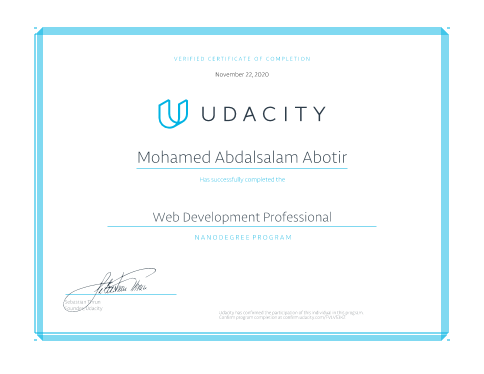 VERIFIED CERTIFICATE OF COMPLETION
November 22, 2020
UDACITY
Mohamed Abdalsalam Abotir
Has successfully completed the
Web Development Professional
NANODEGREE PROGRAM
Sebastian Thrun
Founder, Udacity
Udacity has confirmed the participation of this individual in this program.
Confirm program completion at confirm.udacity.com/